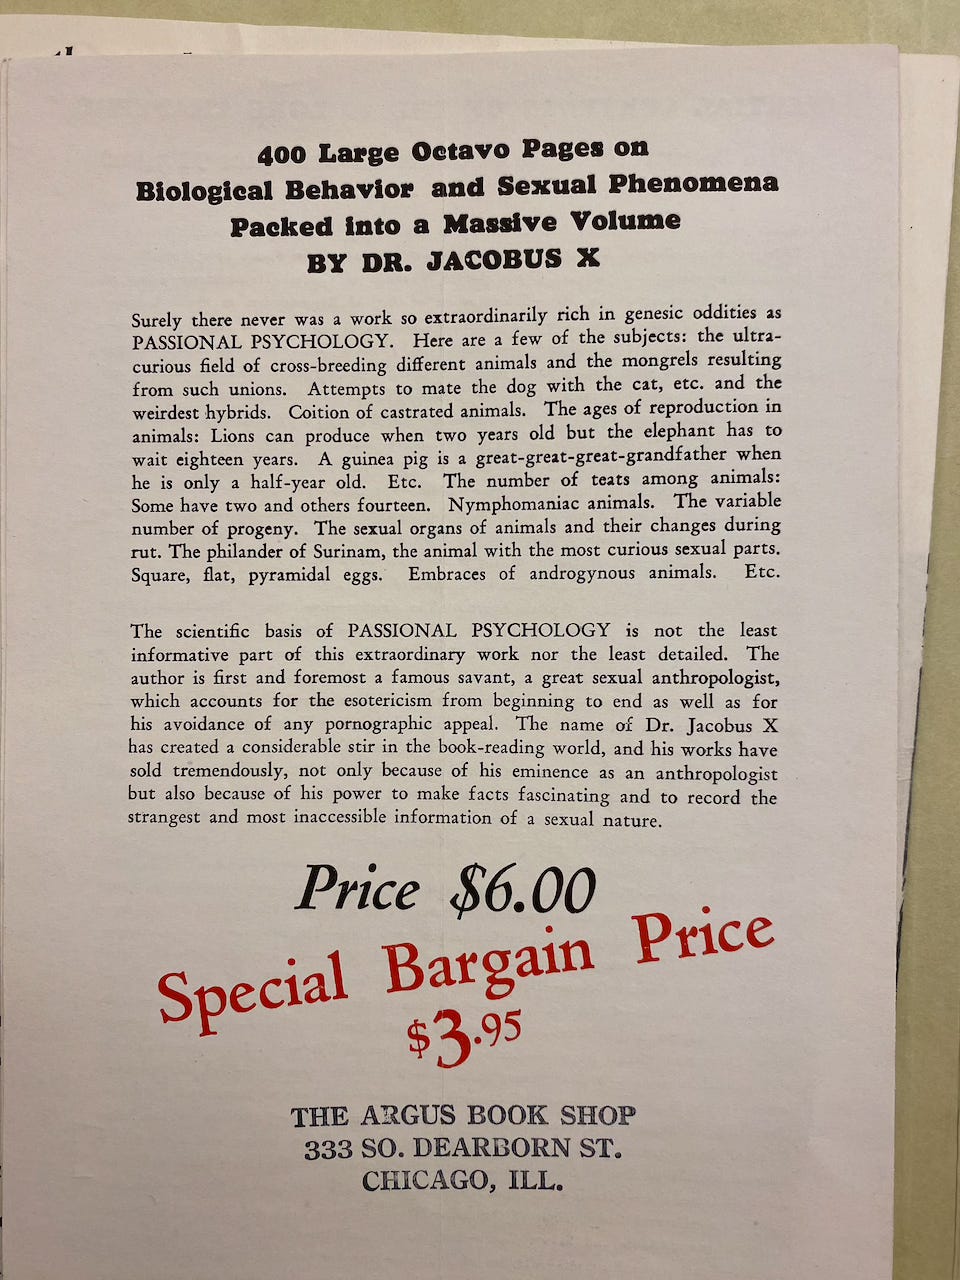 400 Large Octavo Pages on
Biological Behavior and Sexual Phenomena
Packed into a Massive Volume
BY DR. JACOBUS X
Surely there never was a work so extraordinarily rich in genesic oddities as
PASSIONAL PSYCHOLOGY. Here are a few of the subjects: the ultra-
curious field of cross-breeding different animals and the mongrels resulting
from such unions. Attempts to mate the dog with the cat, etc. and the
weirdest hybrids. Coition of castrated animals. The ages of reproduction in
animals: Lions can produce when two years old but the elephant has to
wait eighteen years. A guinea pig is a great-great-great-grandfather when
he is only a half-year old. Etc. The number of teats among animals:
Some have two and others fourteen. Nymphomaniac animals. The variable
number of progeny. The sexual organs of animals and their changes during
rut. The philander of Surinam, the animal with the most curious sexual parts.
Square, flat, pyramidal eggs. Embraces of androgynous animals. Etc.
The scientific basis of PASSIONAL PSYCHOLOGY is not the least
informative part of this extraordinary work nor the least detailed. The
author is first and foremost a famous savant, a great sexual anthropologist,
which accounts for the esotericism from beginning to end as well as for
his avoidance of any pornographic appeal. The name of Dr. Jacobus X
has created a considerable stir in the book-reading world, and his works have
sold tremendously, not only because of his eminence as an anthropologist
but also because of his power to make facts fascinating and to record the
strangest and most inaccessible information of a sexual nature.
Price $6.00
Special Bargain Price
$3.95
THE ARGUS BOOK SHOP
333 SO. DEARBORN ST.
CHICAGO, ILL.